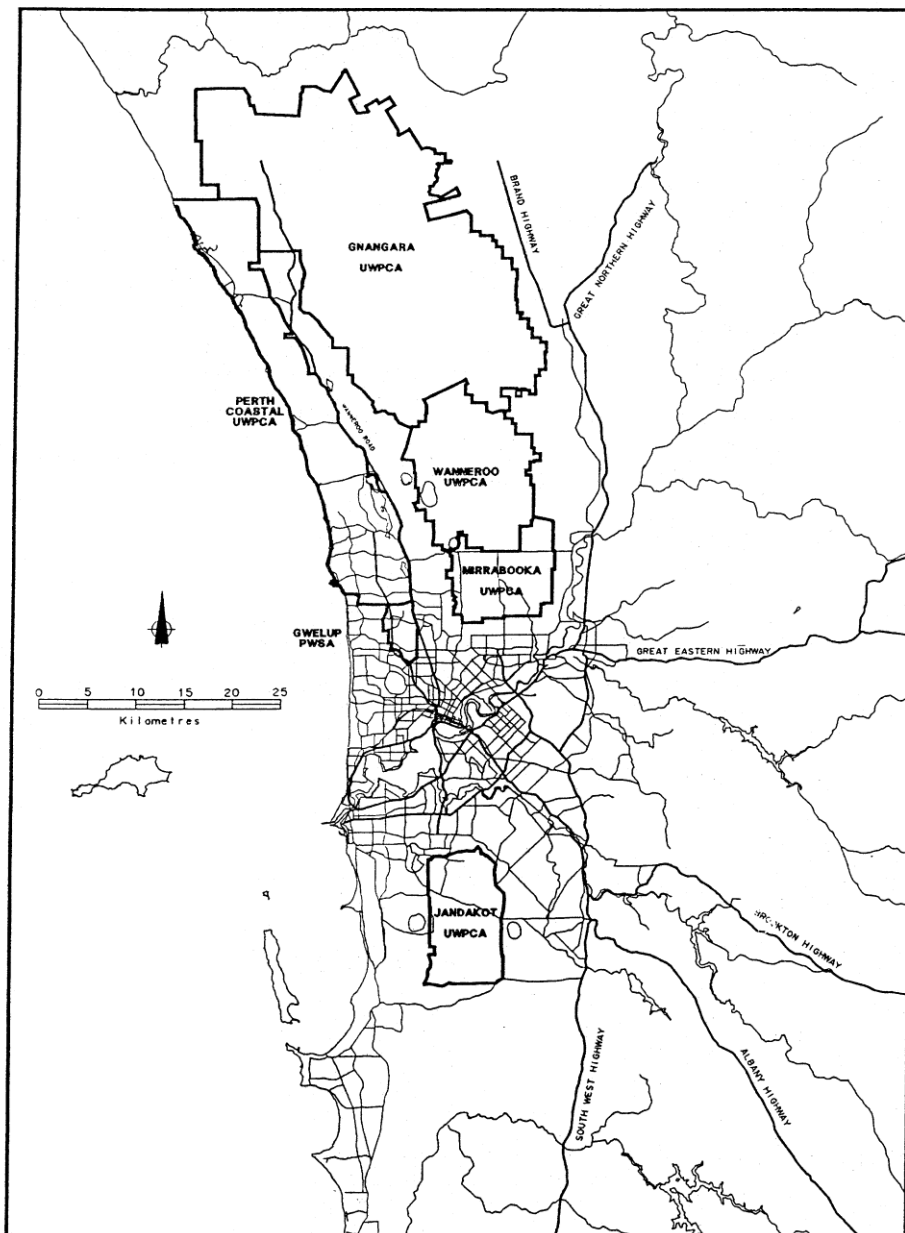 BRAND HIGHWAY
GREAT NORTHERN HIGHWAY
GNANGARA
UWPCA
PERTH
COASTAL
UWPCA
WANNEROO ROAD
WANNEROO
UWPCA
MIRRABOOKA
UWPCA
GWELUP
PWSA
GREAT EASTERN HIGHWAY
0 5 10 15 20 25
Kilometres
JANDAKOT
UWPCA
HIGHWAY
ALBANY HIGHWAY
SOUTH WEST HIGHWAY